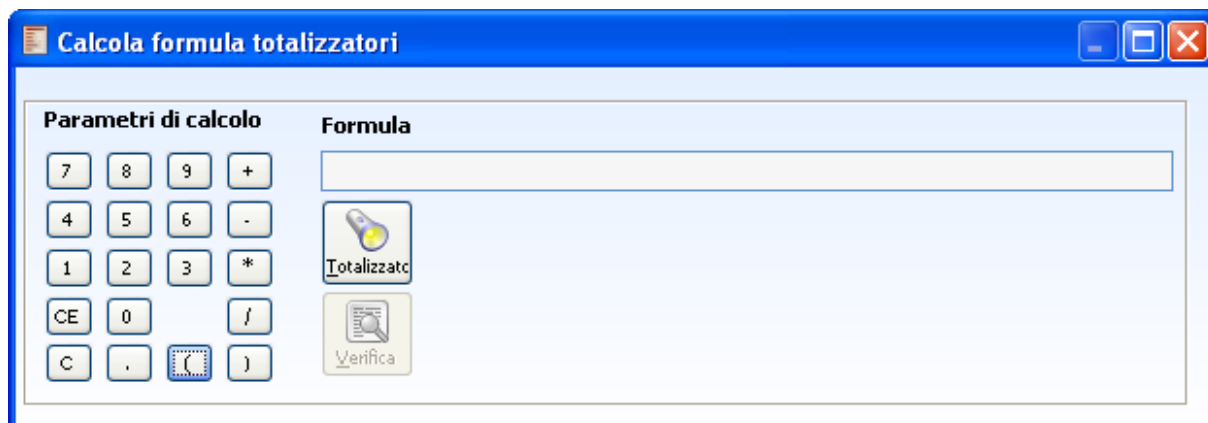 Calcola formula totalizzatori
Parametri di calcolo
Formula
7 8 9 +
4 5 6 -
1 2 3 *
CE 0 /
C . ( )
Totalizzatc
Verifica